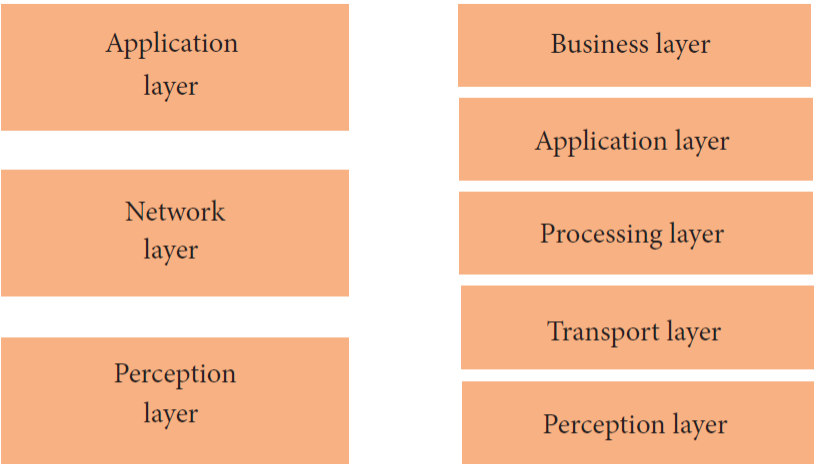 Application
layer
Network
layer
Perception
layer
Business layer
Application layer
Processing layer
Transport layer
Perception layer